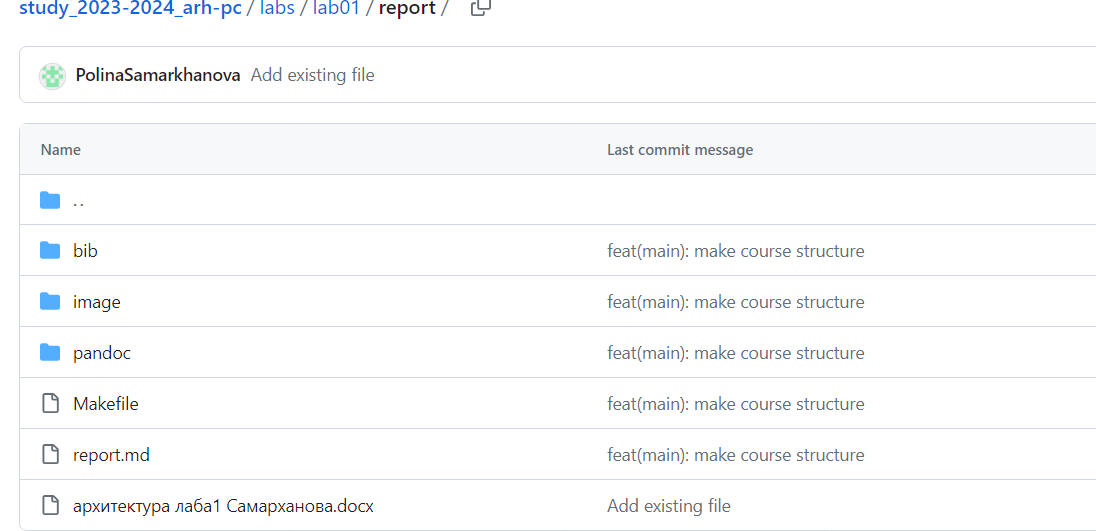 study_2023-2024_arh-pc / labs / lab01 / report /
PolinaSamarkhanova Add existing file
Name Last commit message
..
bib feat(main): make course structure
image feat(main): make course structure
pandoc feat(main): make course structure
Makefile feat(main): make course structure
report.md feat(main): make course structure
архитектура лаба1 Самарханова.docx Add existing file